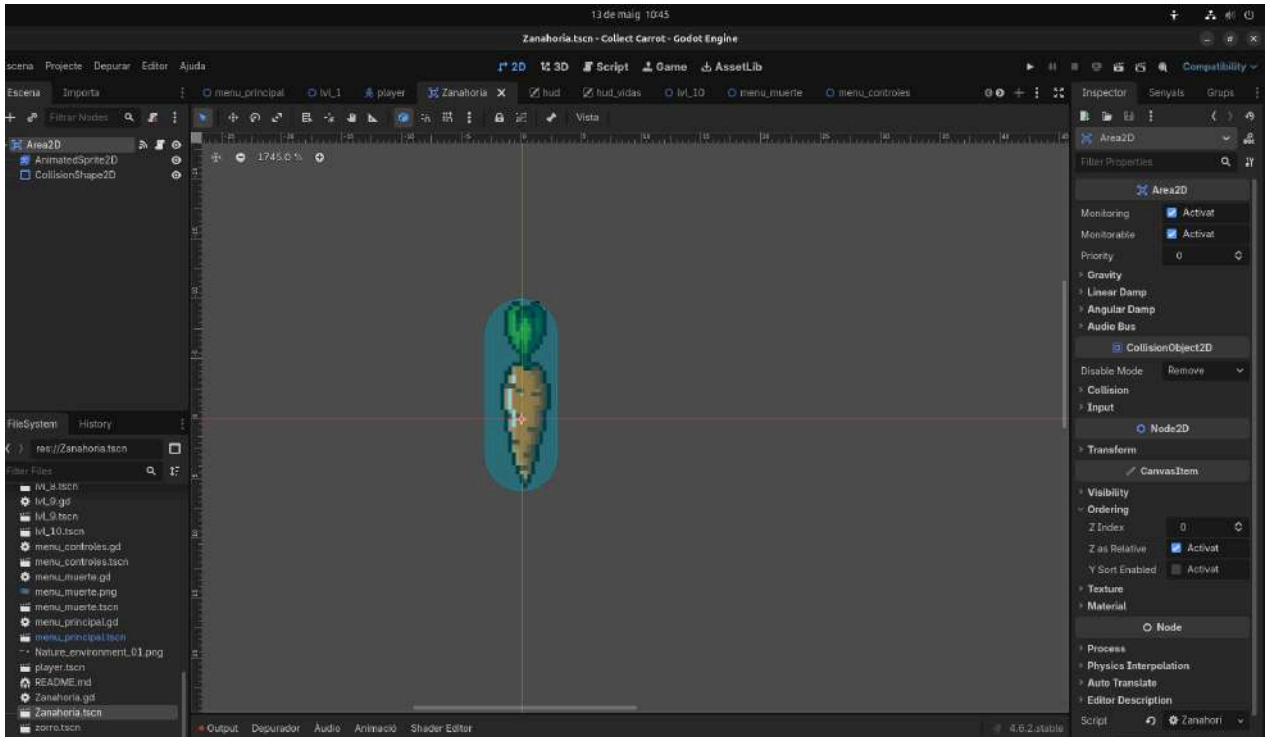 13 de maig 10:45
Zanahoria.tscn - Collect Carrot - Godot Engine
scena Projecte Depurar Editor Ajuda
2D 3D Script Game AssetLib
Compatibility
Escena Importa
menu_principal lvl_1 player Zanahoria hud hud_vidas lvl_10 menu_muerte menu_controles
Inspector Senyals Grups
Filtrar Nodes
Vista
Area2D
AnimatedSprite2D
CollisionShape2D
1745.0 %
Area2D
Filter Properties
Area2D
Monitoring Activat
Monitorable Activat
Priority 0
Gravity
Linear Damp
Angular Damp
Audio Bus
CollisionObject2D
Disable Mode Remove
Collision
Input
Node2D
Transform
CanvasItem
Visibility
Ordering
Z Index 0
Z as Relative Activat
Y Sort Enabled Activat
Texture
Material
Node
Process
Physics Interpolation
Auto Translate
Editor Description
Script Zanahori
FileSystem History
res://Zanahoria.tscn
Filter Files
lvl_8.tscn
lvl_9.gd
lvl_9.tscn
lvl_10.tscn
menu_controles.gd
menu_controles.tscn
menu_muerte.gd
menu_muerte.png
menu_muerte.tscn
menu_principal.gd
menu_principal.tscn
Nature_environment_01.png
player.tscn
README.md
Zanahoria.gd
Zanahoria.tscn
zorro.tscn
Output Depurador Àudio Animació Shader Editor
4.6.2.stable